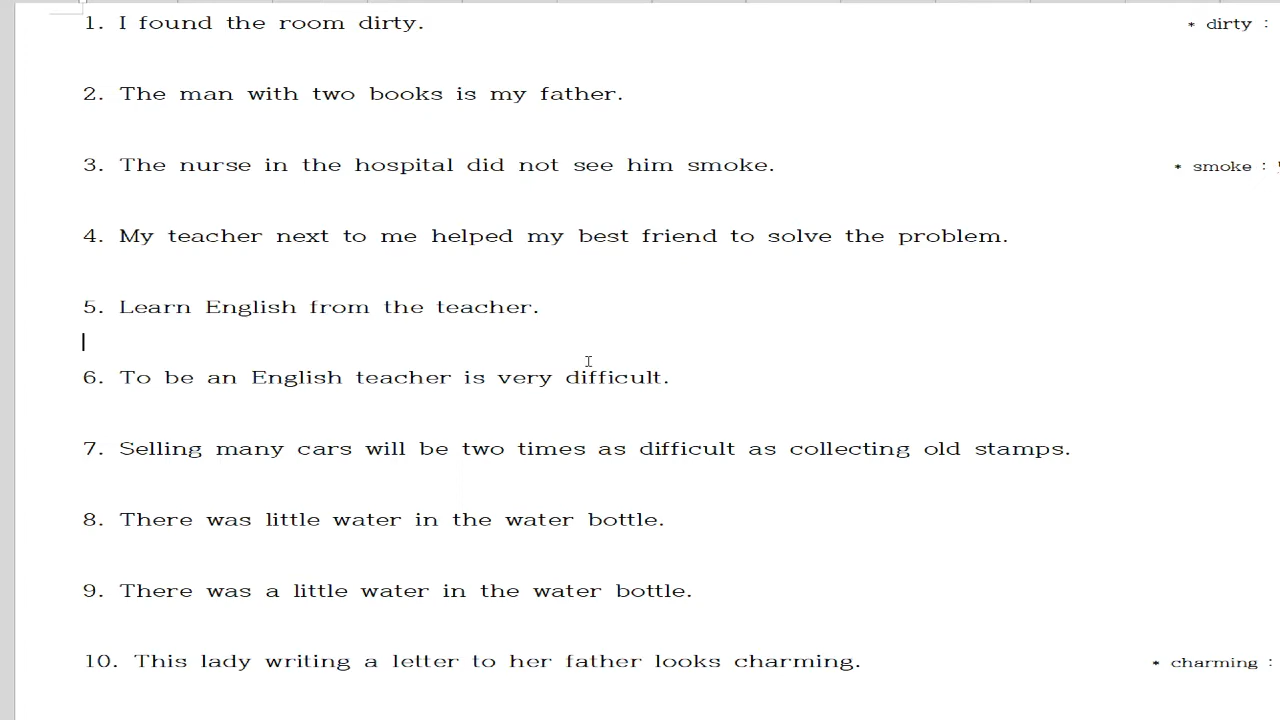 1. I found the room dirty. * dirty :
2. The man with two books is my father.
3. The nurse in the hospital did not see him smoke. * smoke :
4. My teacher next to me helped my best friend to solve the problem.
5. Learn English from the teacher.
6. To be an English teacher is very difficult.
7. Selling many cars will be two times as difficult as collecting old stamps.
8. There was little water in the water bottle.
9. There was a little water in the water bottle.
10. This lady writing a letter to her father looks charming. * charming :